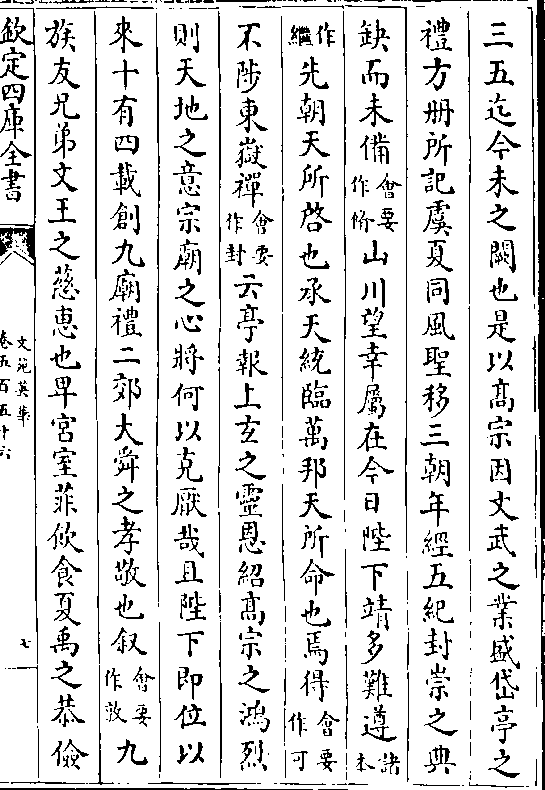 三五迄今未之闕也是以髙宗因文武之業盛岱亭之
禮方册所記虞夏同風聖移三朝年經五紀封崇之典
缺而未備㑹要作脩山川望幸屬在今日陛下靖多難遵諸本
作繼先朝天所啓也承天統臨萬邦天所命也焉得㑹要作可
不陟東嶽禪㑹要作封云亭報上𤣥之靈恩紹髙宗之鴻烈
則天地之意宗廟之心將何以克厭哉且陛下即位以
來十有四載創九廟禮二郊大舜之孝敬也叙㑹要作敦九
族友兄弟文王之慈惠也卑宮室菲飲食夏禹之恭儉
欽定四庫全書
文苑英華
卷五百五十六
七